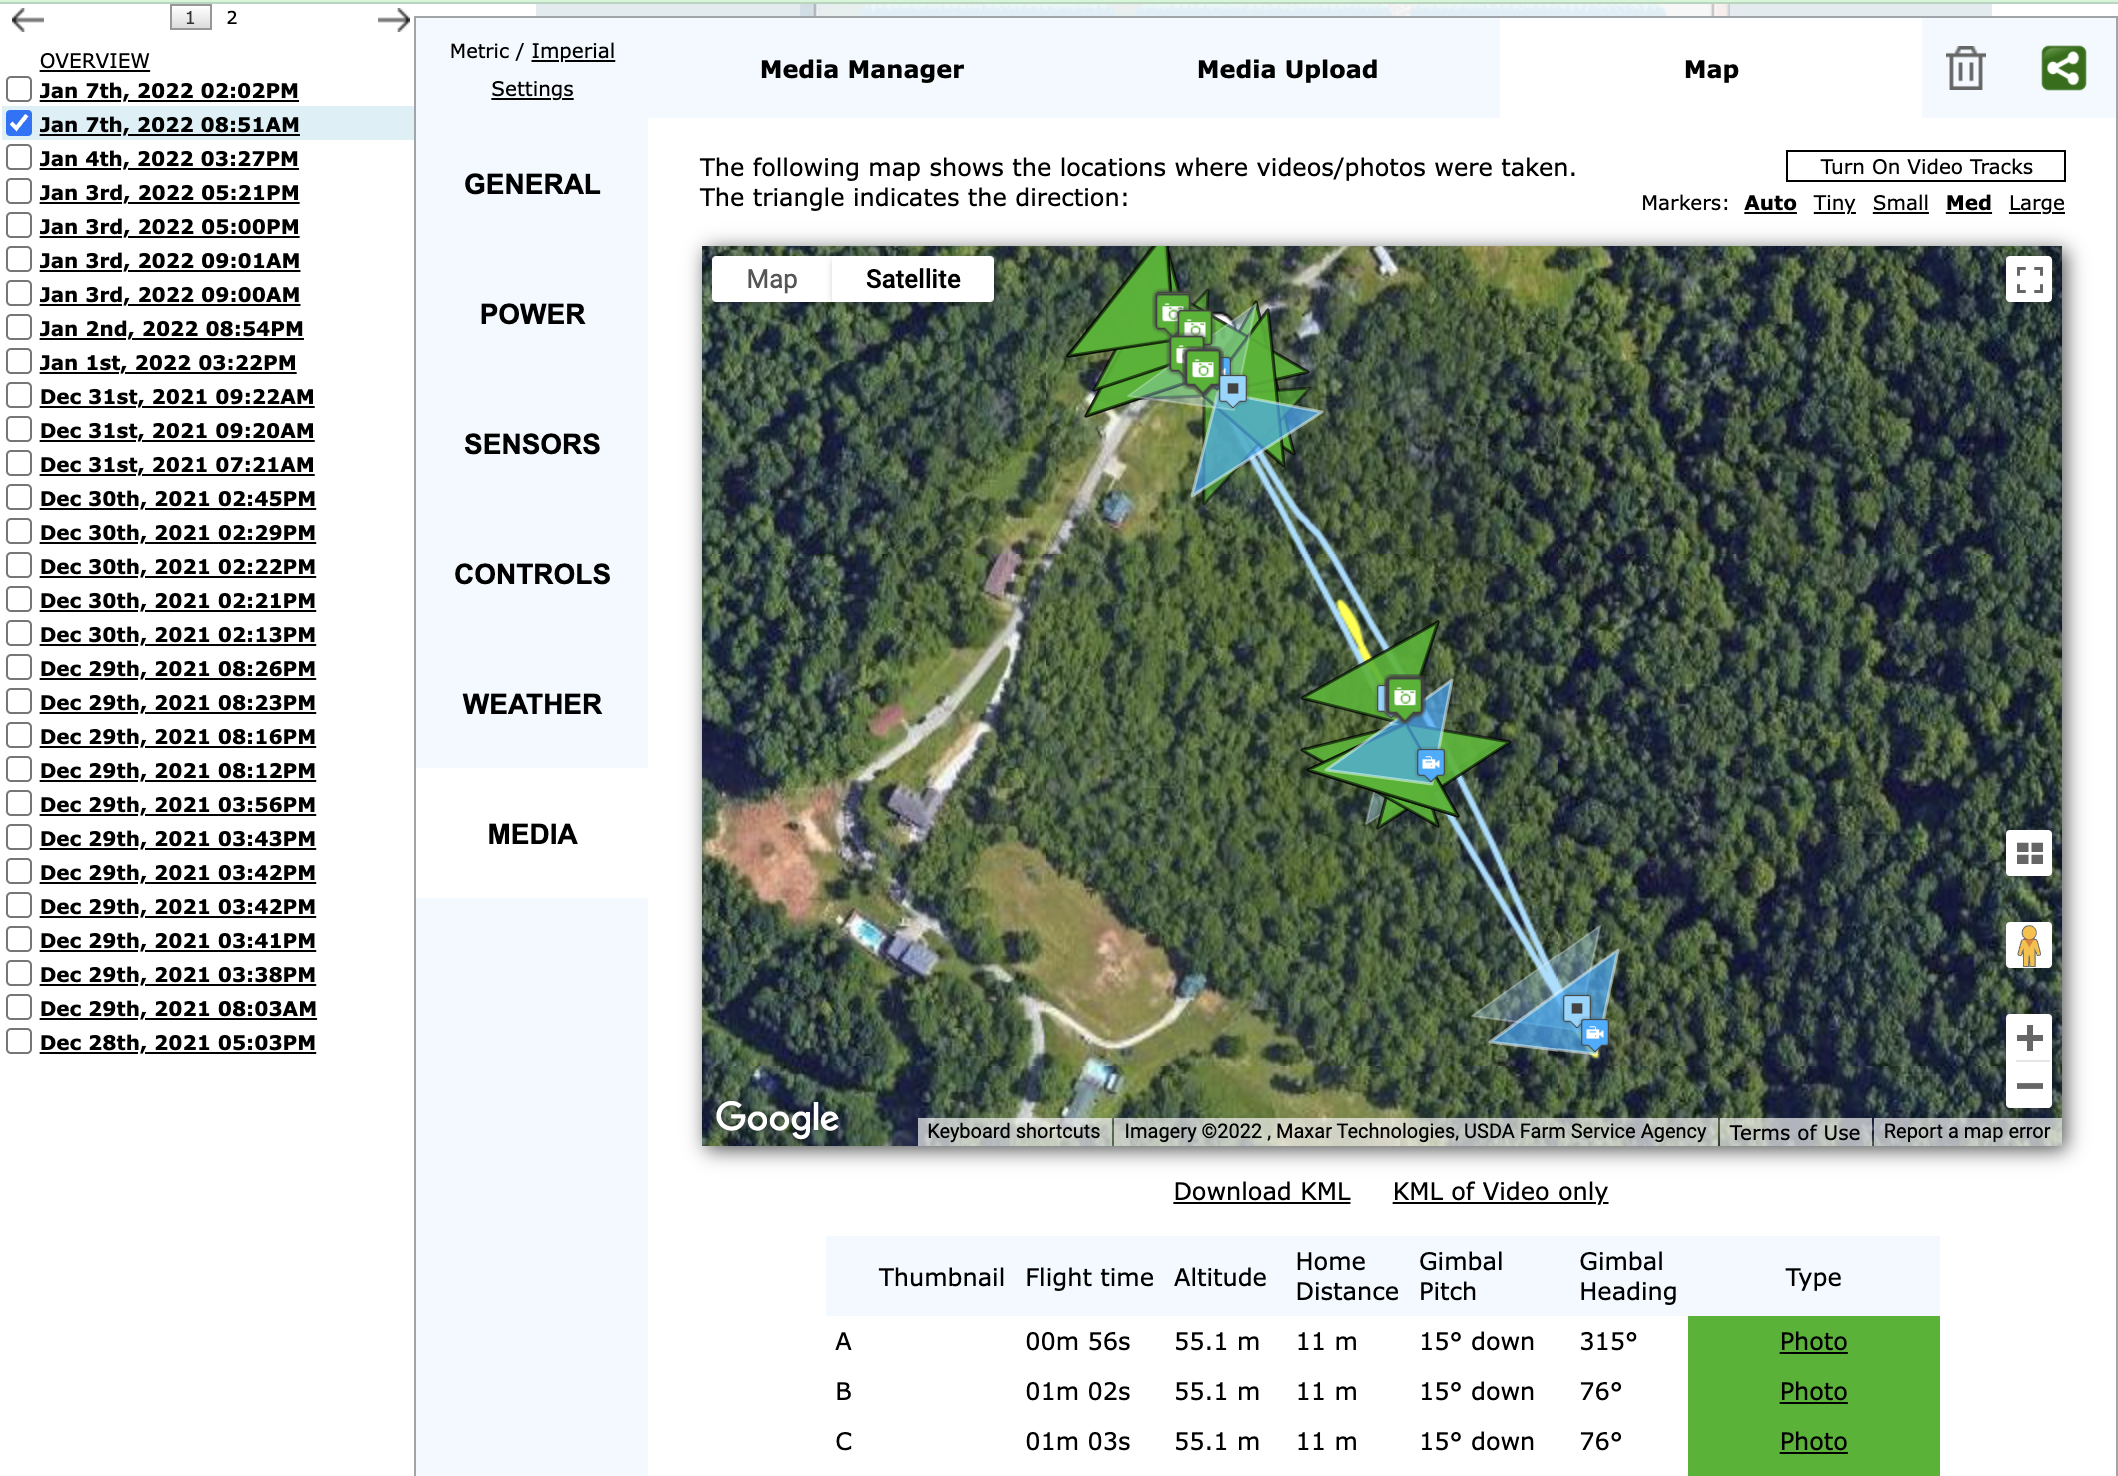 1 2
OVERVIEW
Jan 7th, 2022 02:02PM
Jan 7th, 2022 08:51AM
Jan 4th, 2022 03:27PM
Jan 3rd, 2022 05:21PM
Jan 3rd, 2022 05:00PM
Jan 3rd, 2022 09:01AM
Jan 3rd, 2022 09:00AM
Jan 2nd, 2022 08:54PM
Jan 1st, 2022 03:22PM
Dec 31st, 2021 09:22AM
Dec 31st, 2021 09:20AM
Dec 31st, 2021 07:21AM
Dec 30th, 2021 02:45PM
Dec 30th, 2021 02:29PM
Dec 30th, 2021 02:22PM
Dec 30th, 2021 02:21PM
Dec 30th, 2021 02:13PM
Dec 29th, 2021 08:26PM
Dec 29th, 2021 08:23PM
Dec 29th, 2021 08:16PM
Dec 29th, 2021 08:12PM
Dec 29th, 2021 03:56PM
Dec 29th, 2021 03:43PM
Dec 29th, 2021 03:42PM
Dec 29th, 2021 03:42PM
Dec 29th, 2021 03:41PM
Dec 29th, 2021 03:38PM
Dec 29th, 2021 08:03AM
Dec 28th, 2021 05:03PM
Metric / Imperial
Settings
GENERAL
POWER
SENSORS
CONTROLS
WEATHER
MEDIA
Media Manager Media Upload Map
The following map shows the locations where videos/photos were taken.
The triangle indicates the direction:
Turn On Video Tracks
Markers: Auto Tiny Small Med Large
Map Satellite
Google
Keyboard shortcuts Imagery ©2022 , Maxar Technologies, USDA Farm Service Agency Terms of Use Report a map error
Download KML KML of Video only
Thumbnail Flight time Altitude Home Distance Gimbal Pitch Gimbal Heading Type
A 00m 56s 55.1 m 11 m 15° down 315° Photo
B 01m 02s 55.1 m 11 m 15° down 76° Photo
C 01m 03s 55.1 m 11 m 15° down 76° Photo